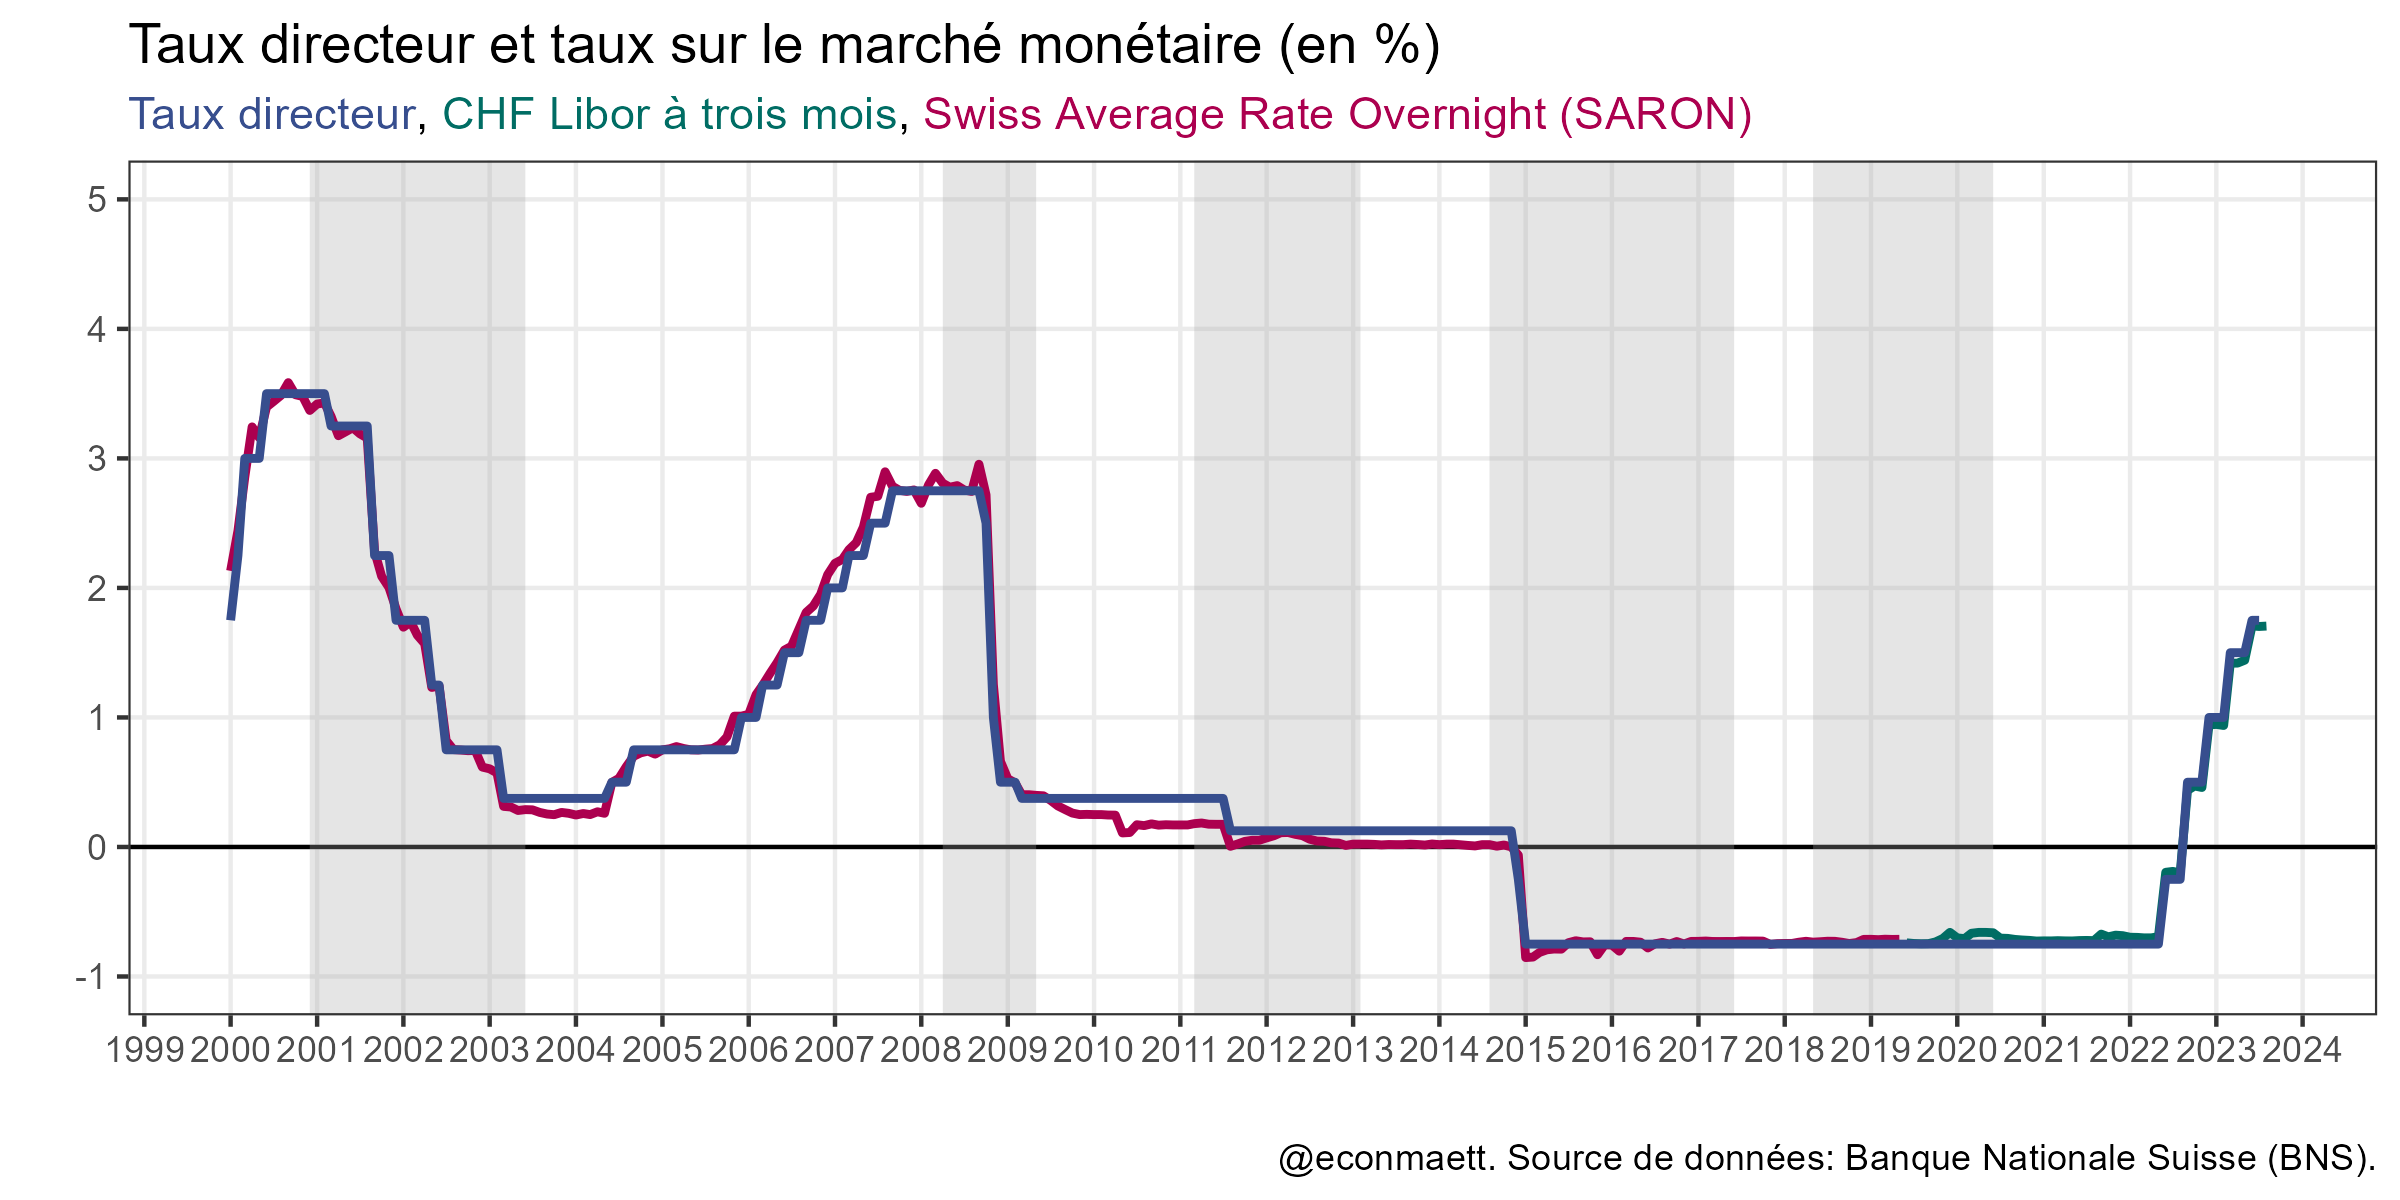 Taux directeur et taux sur le marché monétaire (en %)
Taux directeur, CHF Libor à trois mois, Swiss Average Rate Overnight (SARON)
5
4
3
2
1
0
-1
1999 2000 2001 2002 2003 2004 2005 2006 2007 2008 2009 2010 2011 2012 2013 2014 2015 2016 2017 2018 2019 2020 2021 2022 2023 2024
@econmaett. Source de données: Banque Nationale Suisse (BNS).